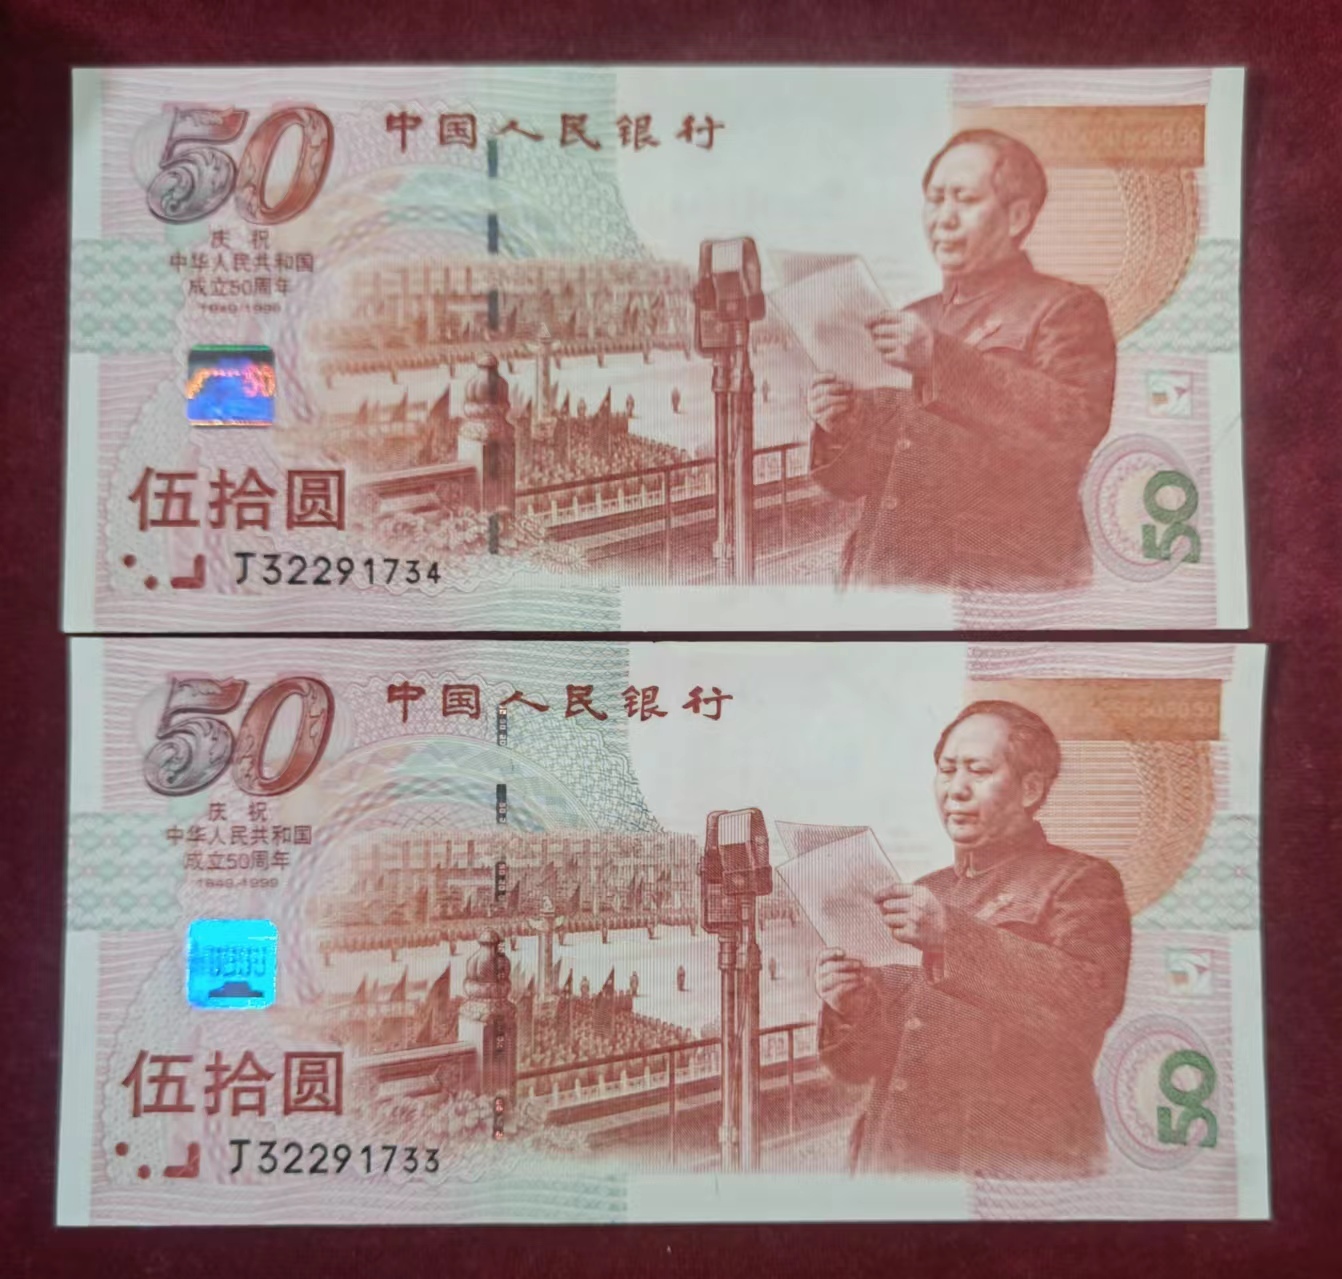 50
中国人民银行
庆祝
中华人民共和国
成立50周年
1949-1999
伍拾圆
J32291734
50
50
中国人民银行
庆祝
中华人民共和国
成立50周年
1949-1999
伍拾圆
J32291733
50